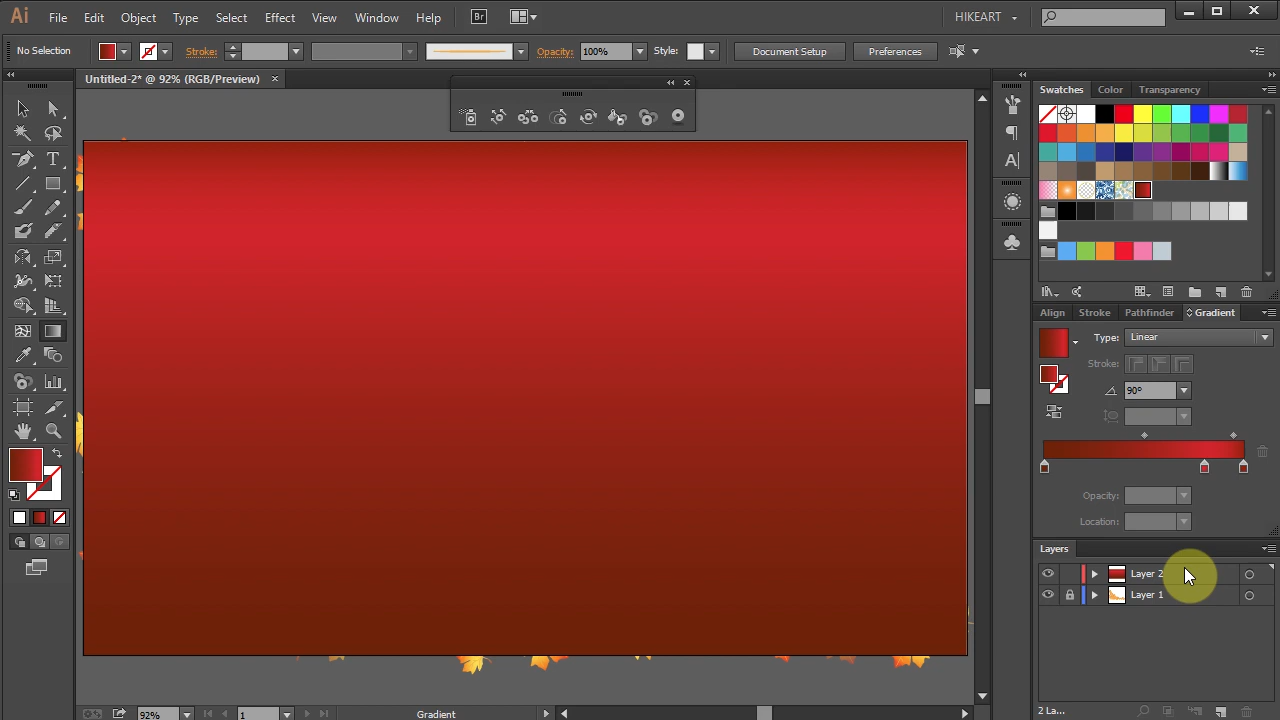 Ai File Edit Object Type Select Effect View Window Help Br HIKEART
No Selection Stroke: Opacity: 100% Style: Document Setup Preferences
Untitled-2* @ 92% (RGB/Preview)
Swatches Color Transparency
Align Stroke Pathfinder Gradient
Type: Linear
Stroke:
90°
Opacity:
Location:
Layers
Layer 2
Layer 1
2 La...
92% 1 Gradient